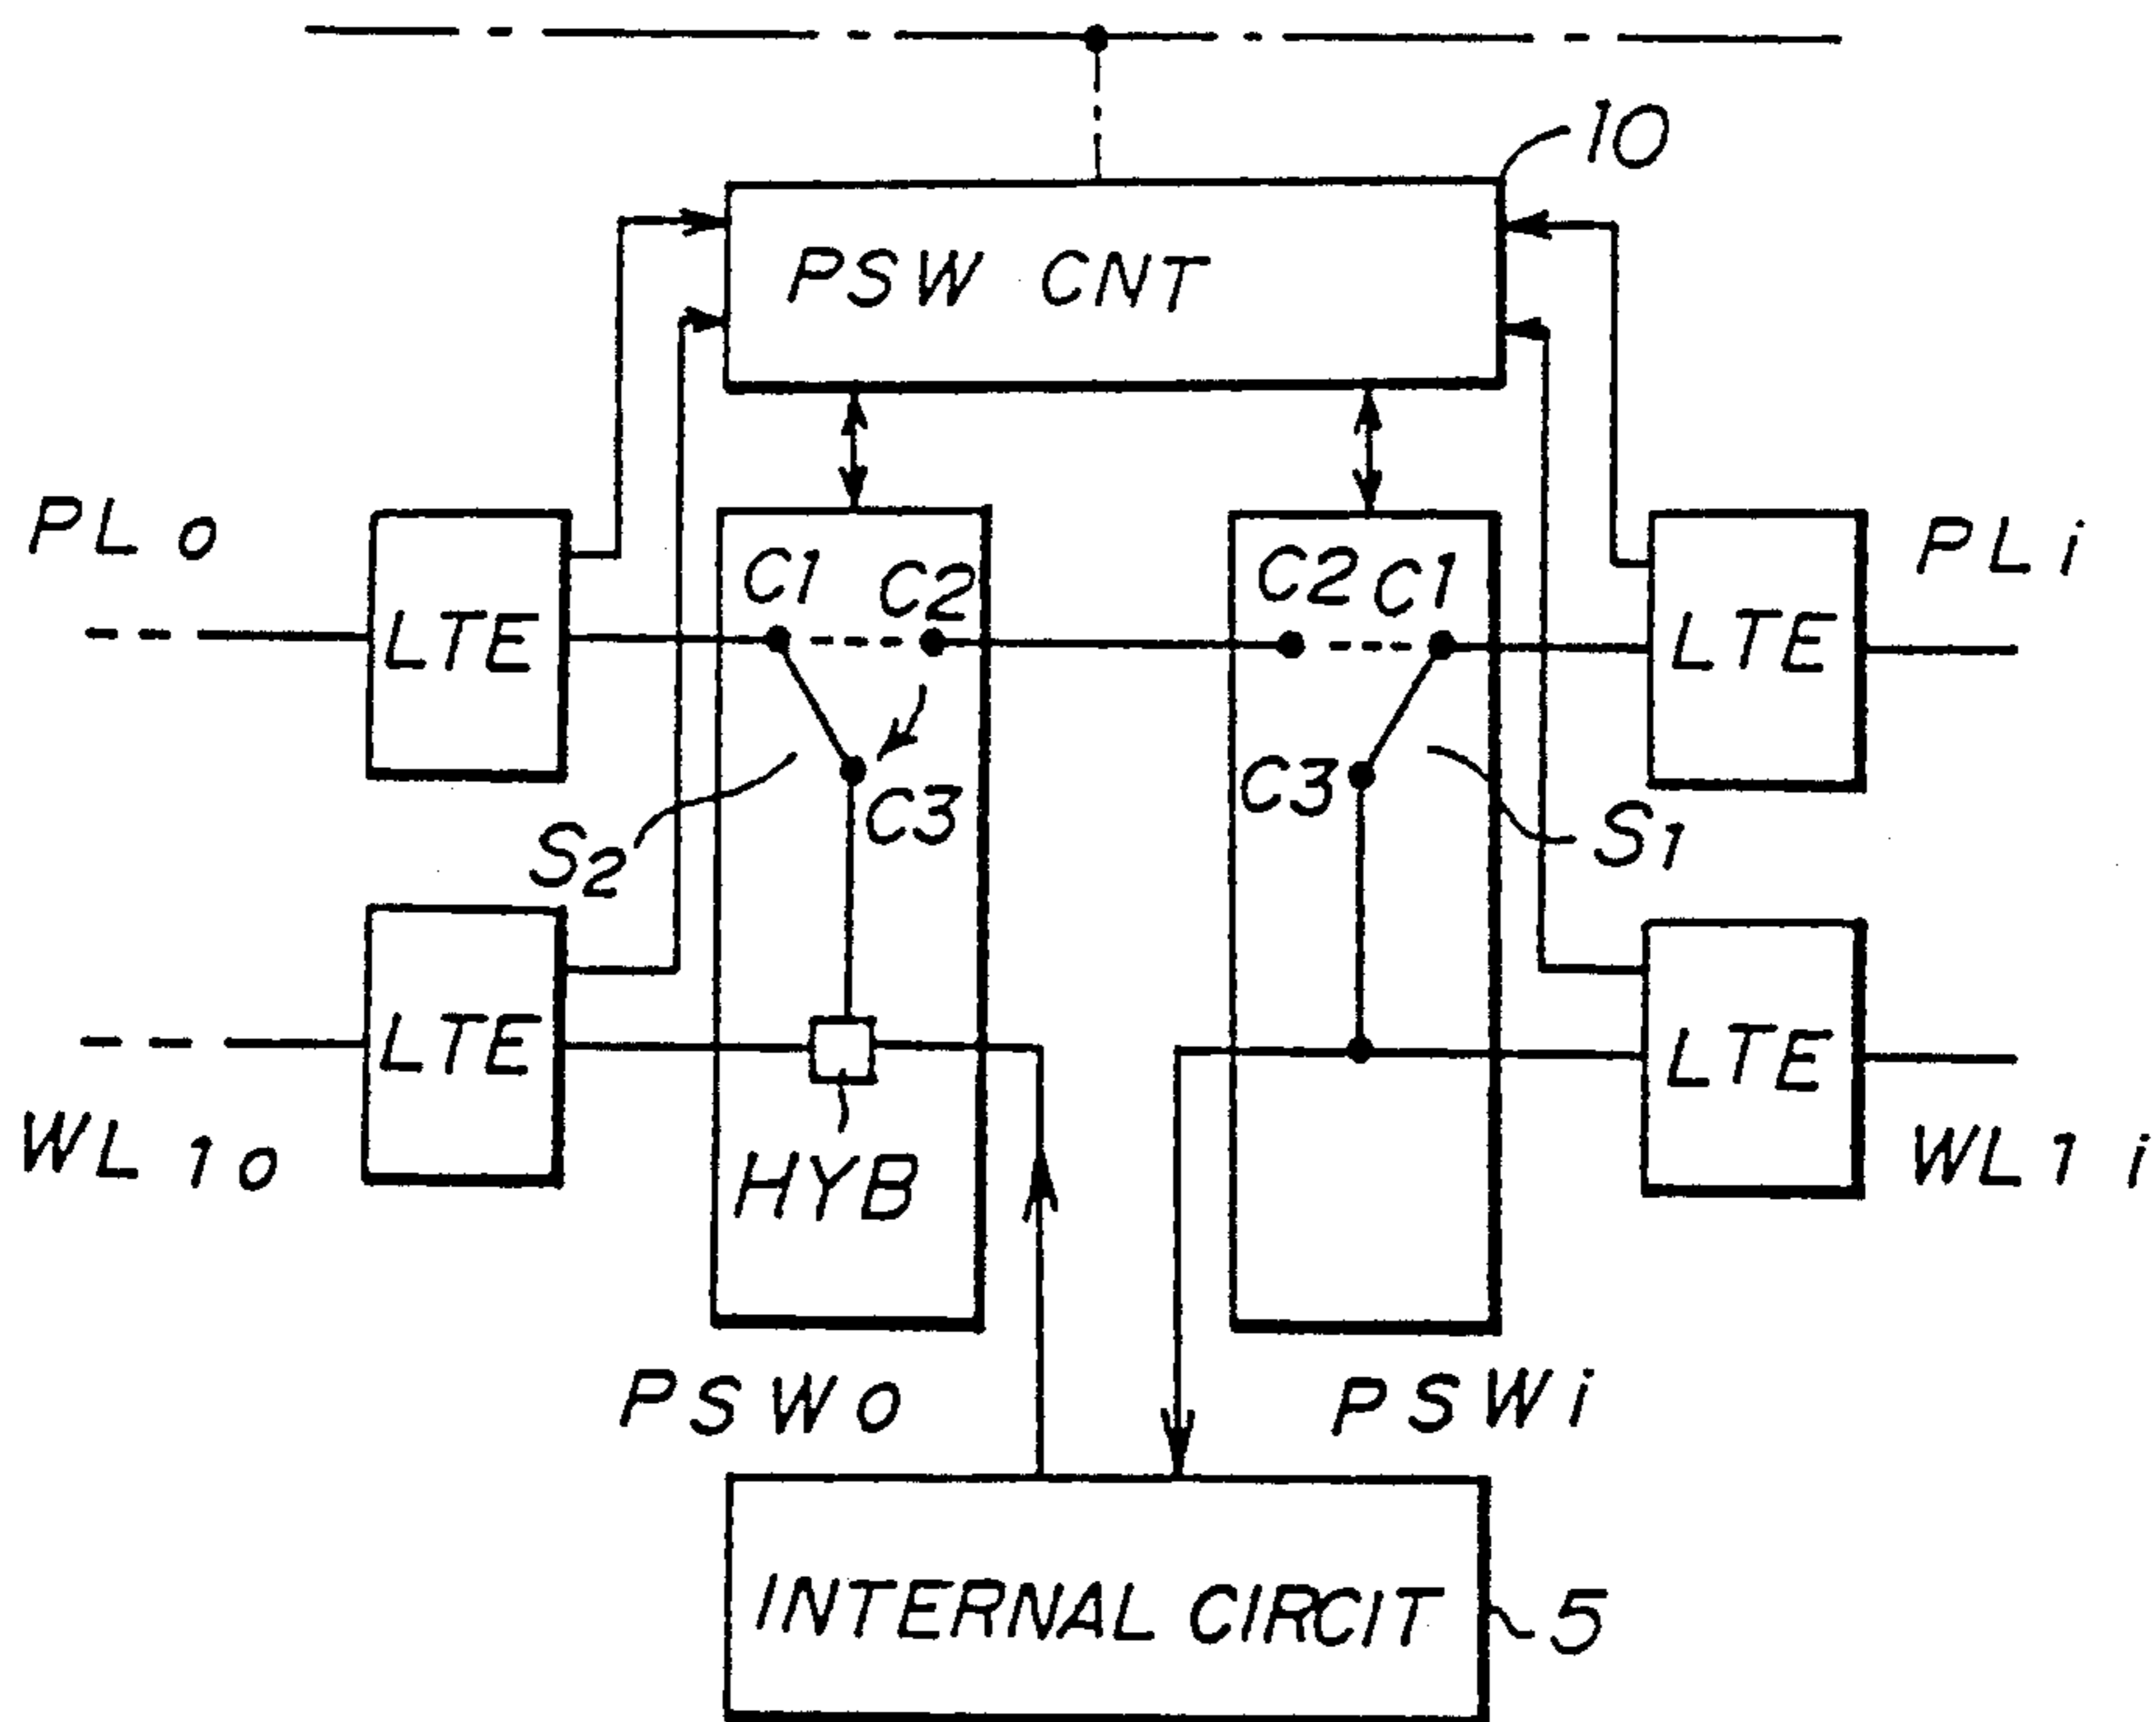 10
PSW CNT
PLo
PLi
C1
C2
C2
C1
LTE
LTE
C3
C3
S2
S1
LTE
LTE
WL1o
WL1i
HYB
PSWo
PSWi
INTERNAL CIRCIT
5